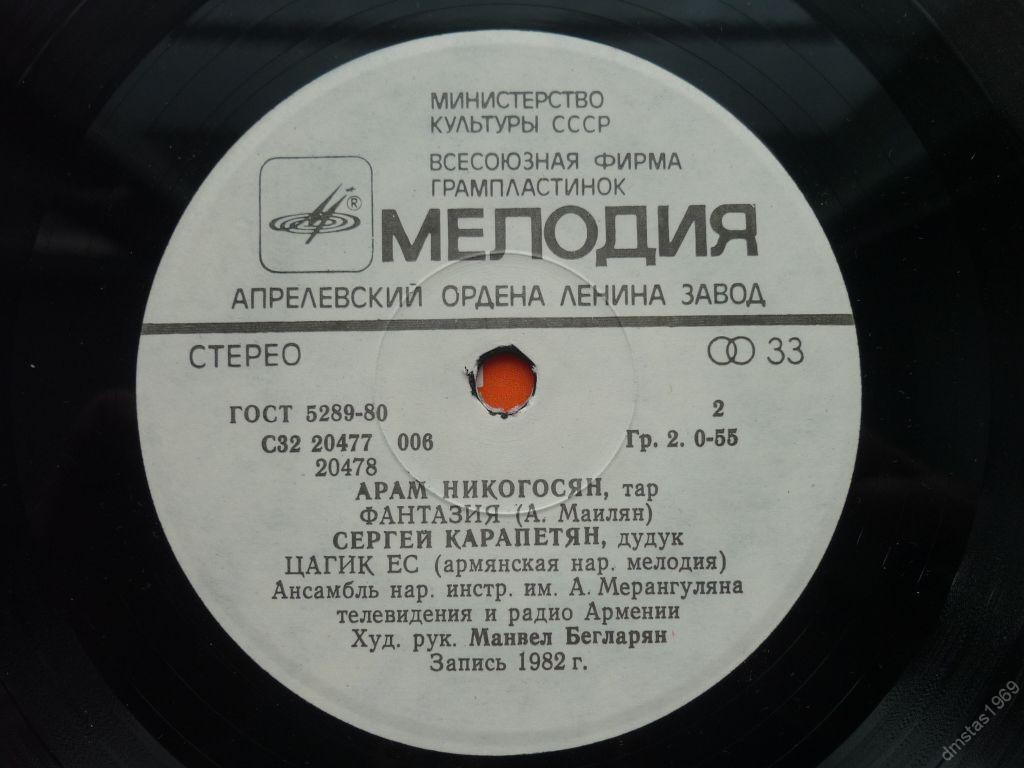 МИНИСТЕРСТВО
КУЛЬТУРЫ СССР
ВСЕСОЮЗНАЯ ФИРМА
ГРАМПЛАСТИНОК
®
МЕЛОДИЯ
АПРЕЛЕВСКИЙ ОРДЕНА ЛЕНИНА ЗАВОД
СТЕРЕО 33
ГОСТ 5289-80 2
С32 20477 006 Гр. 2. 0-55
20478
АРАМ НИКОГОСЯН, тар
ФАНТАЗИЯ (А. Маилян)
СЕРГЕЙ КАРАПЕТЯН, дудук
ЦАГИК ЕС (армянская нар. мелодия)
Ансамбль нар. инстр. им. А. Мерангуляна
телевидения и радио Армении
Худ. рук. Манвел Бегларян
Запись 1982 г.
dmstas1969